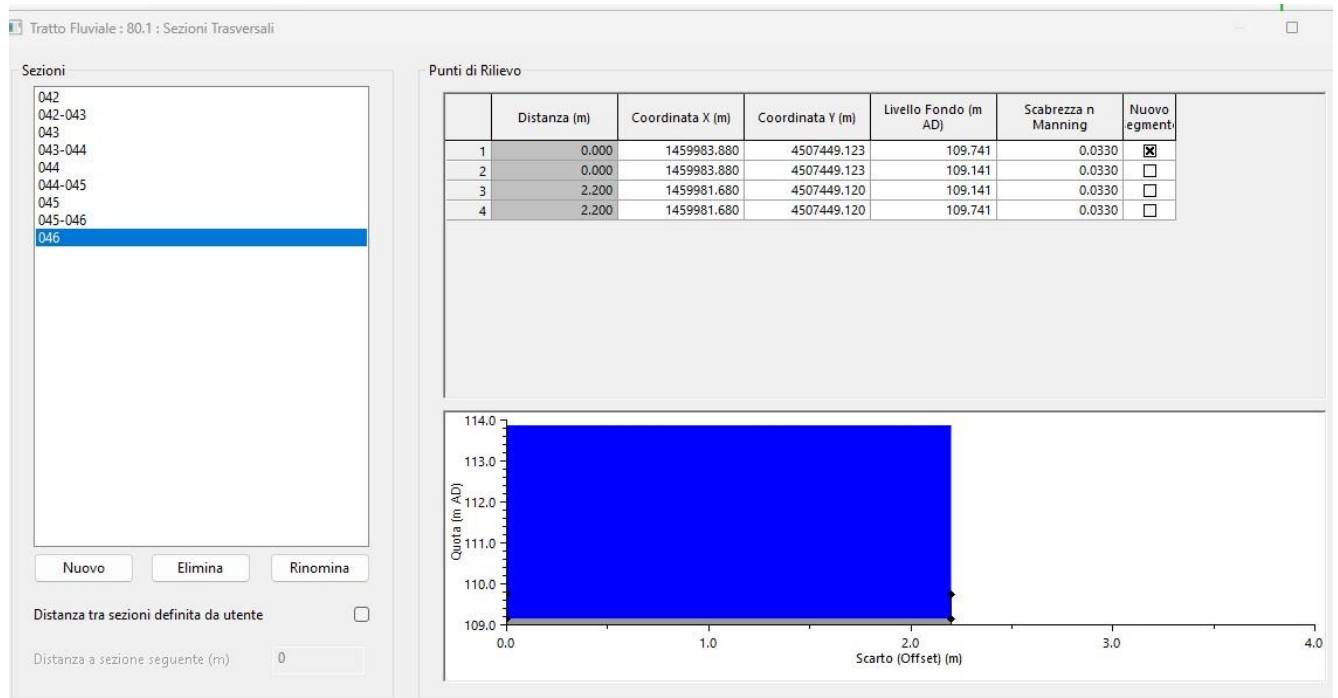 Tratto Fluviale : 80.1 : Sezioni Trasversali
Sezioni
042
042-043
043
043-044
044
044-045
045
045-046
046
Nuovo Elimina Rinomina
Distanza tra sezioni definita da utente
Distanza a sezione seguente (m) 0
Punti di Rilievo
Distanza (m) Coordinata X (m) Coordinata Y (m) Livello Fondo (m AD) Scabrezza n Manning Nuovo egment
1 0.000 1459983.880 4507449.123 109.741 0.0330
2 0.000 1459983.880 4507449.123 109.141 0.0330
3 2.200 1459981.680 4507449.120 109.141 0.0330
4 2.200 1459981.680 4507449.120 109.741 0.0330
Quota (m AD)
114.0
113.0
112.0
111.0
110.0
109.0
0.0 1.0 2.0 3.0 4.0
Scarto (Offset) (m)